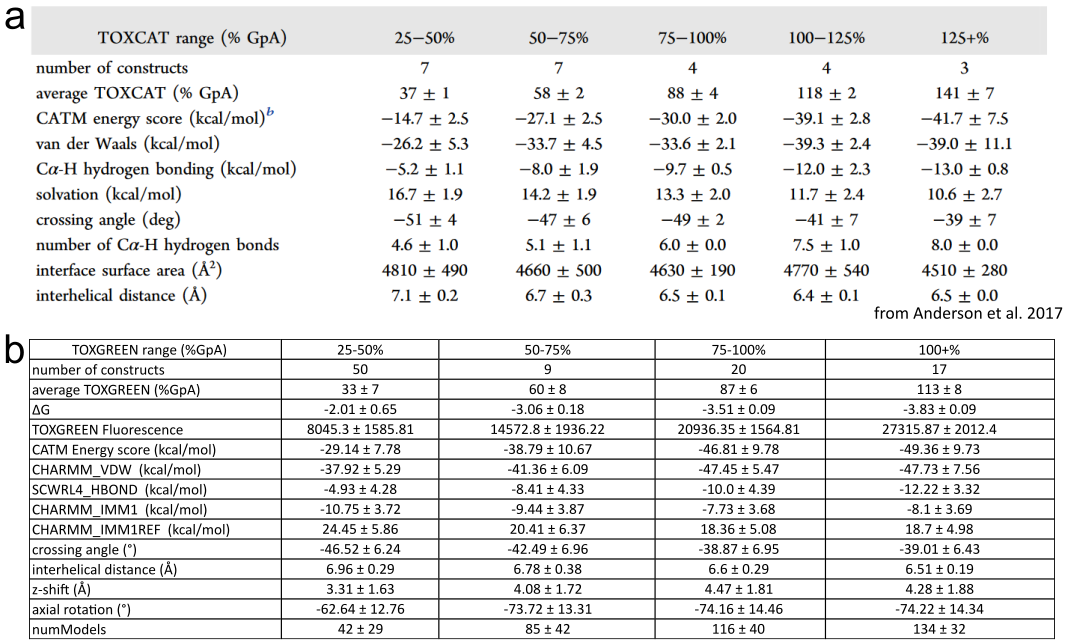 a
TOXCAT range (% GpA) 25−50% 50−75% 75−100% 100−125% 125+%
number of constructs 7 7 4 4 3
average TOXCAT (% GpA) 37 ± 1 58 ± 2 88 ± 4 118 ± 2 141 ± 7
CATM energy score (kcal/mol)b −14.7 ± 2.5 −27.1 ± 2.5 −30.0 ± 2.0 −39.1 ± 2.8 −41.7 ± 7.5
van der Waals (kcal/mol) −26.2 ± 5.3 −33.7 ± 4.5 −33.6 ± 2.1 −39.3 ± 2.4 −39.0 ± 11.1
Cα-H hydrogen bonding (kcal/mol) −5.2 ± 1.1 −8.0 ± 1.9 −9.7 ± 0.5 −12.0 ± 2.3 −13.0 ± 0.8
solvation (kcal/mol) 16.7 ± 1.9 14.2 ± 1.9 13.3 ± 2.0 11.7 ± 2.4 10.6 ± 2.7
crossing angle (deg) −51 ± 4 −47 ± 6 −49 ± 2 −41 ± 7 −39 ± 7
number of Cα-H hydrogen bonds 4.6 ± 1.0 5.1 ± 1.1 6.0 ± 0.0 7.5 ± 1.0 8.0 ± 0.0
interface surface area (Å²) 4810 ± 490 4660 ± 500 4630 ± 190 4770 ± 540 4510 ± 280
interhelical distance (Å) 7.1 ± 0.2 6.7 ± 0.3 6.5 ± 0.1 6.4 ± 0.1 6.5 ± 0.0
from Anderson et al. 2017
b
TOXGREEN range (%GpA) 25-50% 50-75% 75-100% 100+%
number of constructs 50 9 20 17
average TOXGREEN (%GpA) 33 ± 7 60 ± 8 87 ± 6 113 ± 8
ΔG -2.01 ± 0.65 -3.06 ± 0.18 -3.51 ± 0.09 -3.83 ± 0.09
TOXGREEN Fluorescence 8045.3 ± 1585.81 14572.8 ± 1936.22 20936.35 ± 1564.81 27315.87 ± 2012.4
CATM Energy score (kcal/mol) -29.14 ± 7.78 -38.79 ± 10.67 -46.81 ± 9.78 -49.36 ± 9.73
CHARMM_VDW (kcal/mol) -37.92 ± 5.29 -41.36 ± 6.09 -47.45 ± 5.47 -47.73 ± 7.56
SCWRL4_HBOND (kcal/mol) -4.93 ± 4.28 -8.41 ± 4.33 -10.0 ± 4.39 -12.22 ± 3.32
CHARMM_IMM1 (kcal/mol) -10.75 ± 3.72 -9.44 ± 3.87 -7.73 ± 3.68 -8.1 ± 3.69
CHARMM_IMM1REF (kcal/mol) 24.45 ± 5.86 20.41 ± 6.37 18.36 ± 5.08 18.7 ± 4.98
crossing angle (°) -46.52 ± 6.24 -42.49 ± 6.96 -38.87 ± 6.95 -39.01 ± 6.43
interhelical distance (Å) 6.96 ± 0.29 6.78 ± 0.38 6.6 ± 0.29 6.51 ± 0.19
z-shift (Å) 3.31 ± 1.63 4.08 ± 1.72 4.47 ± 1.81 4.28 ± 1.88
axial rotation (°) -62.64 ± 12.76 -73.72 ± 13.31 -74.16 ± 14.46 -74.22 ± 14.34
numModels 42 ± 29 85 ± 42 116 ± 40 134 ± 32